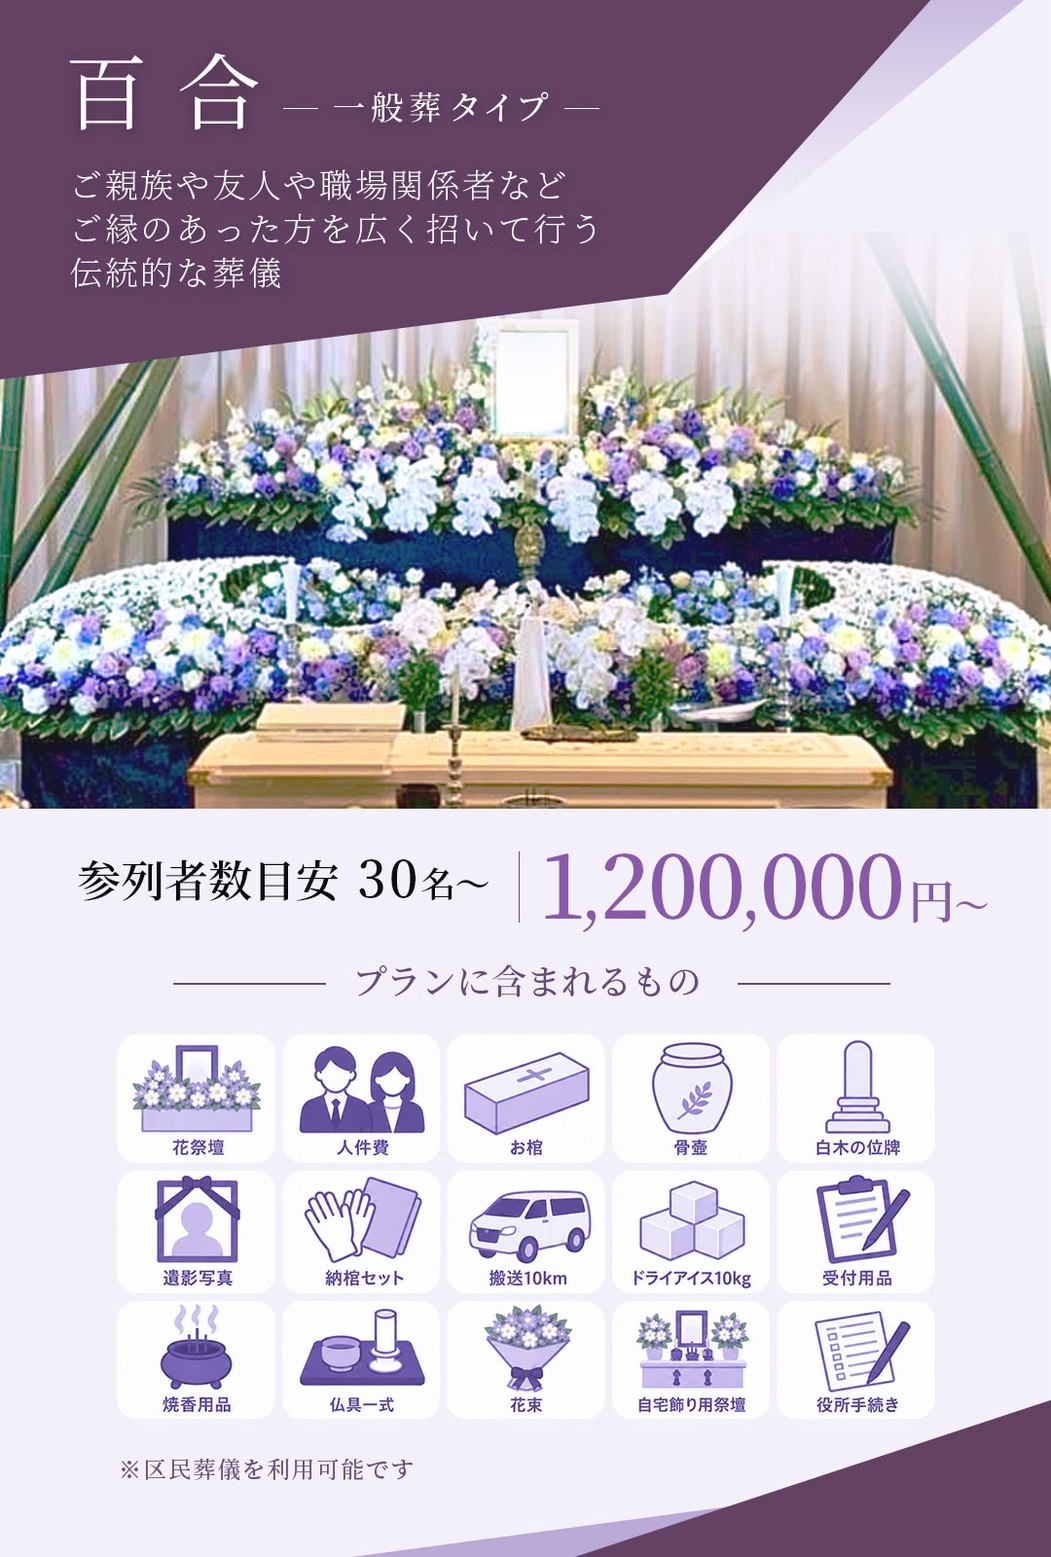 百合 ― 一般葬タイプ ―
ご親族や友人や職場関係者など
ご縁のあった方を広く招いて行う
伝統的な葬儀
参列者数目安 30名～
1,200,000円～
プランに含まれるもの
花祭壇
人件費
お棺
骨壺
白木の位牌
遺影写真
納棺セット
搬送10km
ドライアイス10kg
受付用品
焼香用品
仏具一式
花束
自宅飾り用祭壇
役所手続き
※区民葬儀を利用可能です